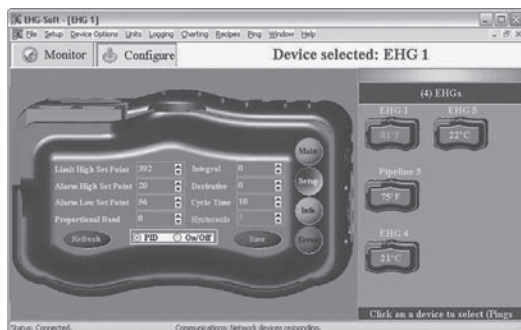 EHG-Soft - [EHG 1]
File Setup Device Options Units Logging Charting Recipes Ping Window Help
Monitor Configure Device selected: EHG 1
(4) EHGs
EHG 1 EHG 5
81°F 22°C
Main
Limit High Set Point 392 Integral 0
Alarm High Set Point 20 Derivative 0
Setup
Alarm Low Set Point 56 Cycle Time 10
Pipeline 5
75°F
Proportional Band 0 Hysteresis
Info
Refresh PID On/Off Save
EHG 4
21°C
Click on a device to select (Pings
Status: Connected. Communications: Network devices responding.